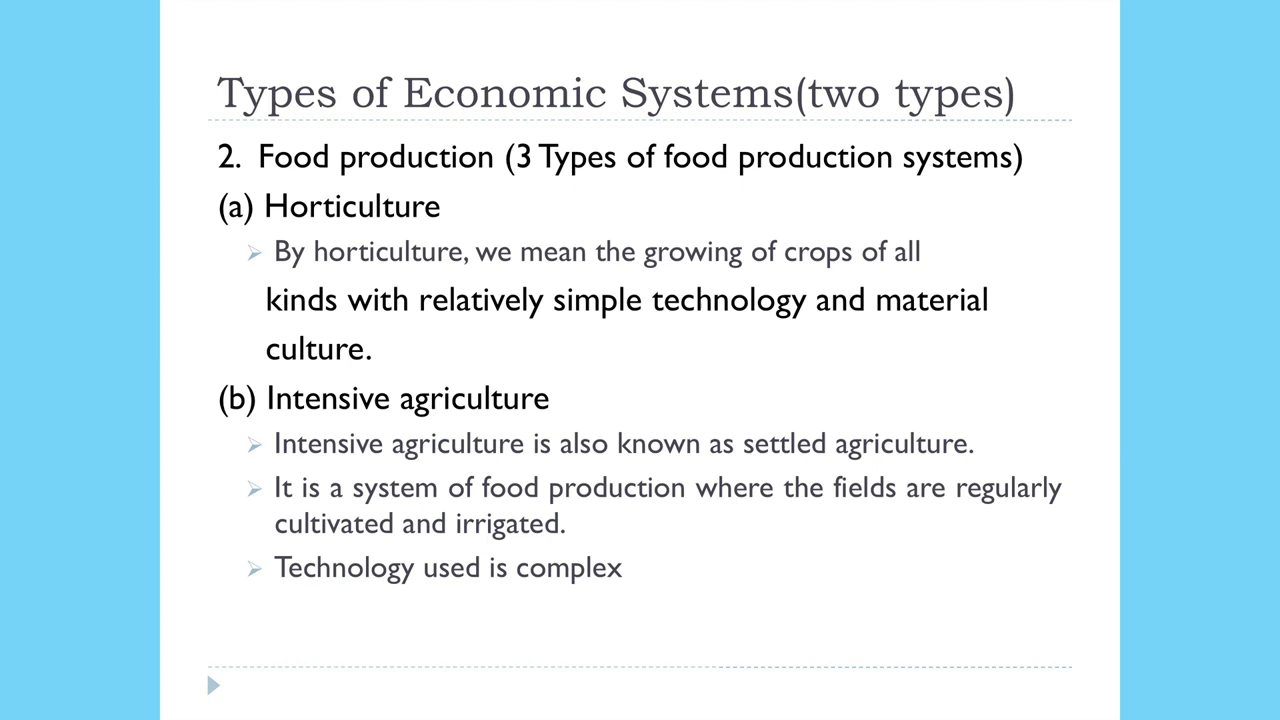 Types of Economic Systems(two types)
2. Food production (3 Types of food production systems)
(a) Horticulture
By horticulture, we mean the growing of crops of all
kinds with relatively simple technology and material
culture.
(b) Intensive agriculture
Intensive agriculture is also known as settled agriculture.
It is a system of food production where the fields are regularly
cultivated and irrigated.
Technology used is complex